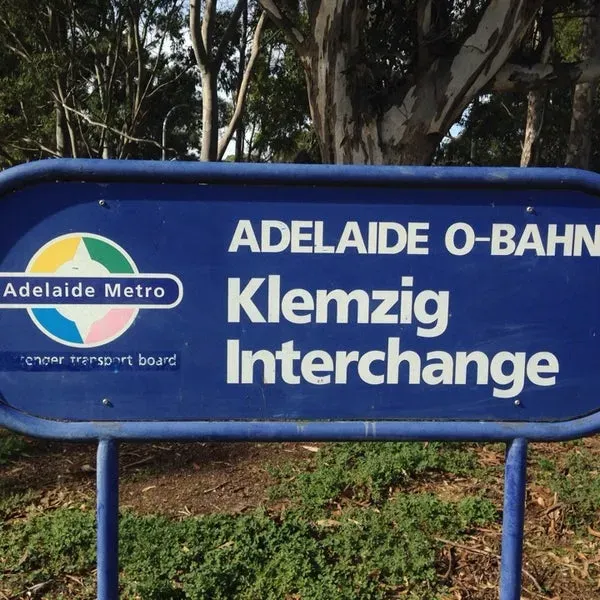 ADELAIDE O-BAHN
Klemzig
Interchange
Adelaide Metro
transport board